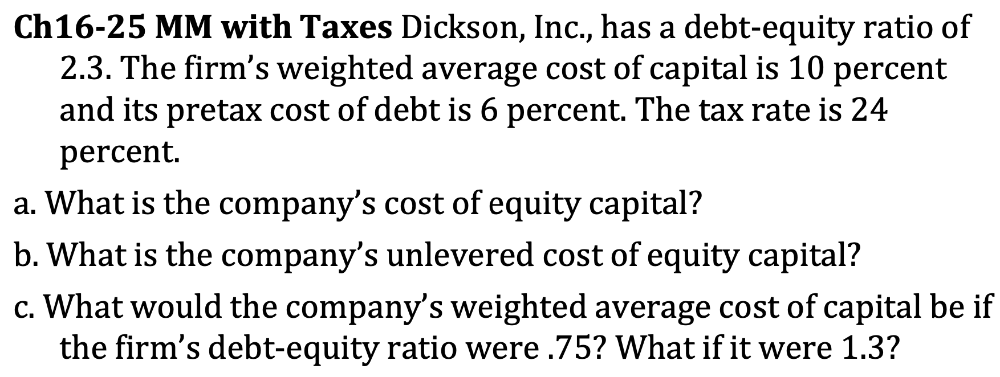 Ch16-25 MM with Taxes Dickson, Inc., has a debt-equity ratio of
2.3. The firm’s weighted average cost of capital is 10 percent
and its pretax cost of debt is 6 percent. The tax rate is 24
percent.
a. What is the company’s cost of equity capital?
b. What is the company’s unlevered cost of equity capital?
c. What would the company’s weighted average cost of capital be if
the firm’s debt-equity ratio were .75? What if it were 1.3?